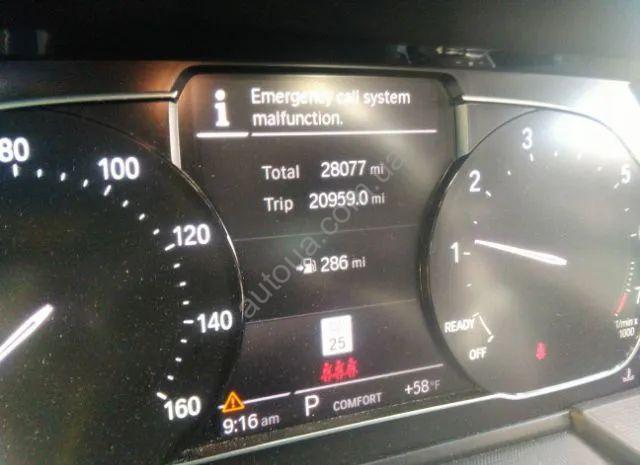 Emergency call system
malfunction.
Total 28077 mi
Trip 20959.0 mi
286 mi
25
9:16 am P COMFORT +58°F
80
100
120
140
160
1
2
3
5
7
1/min x
1000
READY
OFF
autoua.com.ua